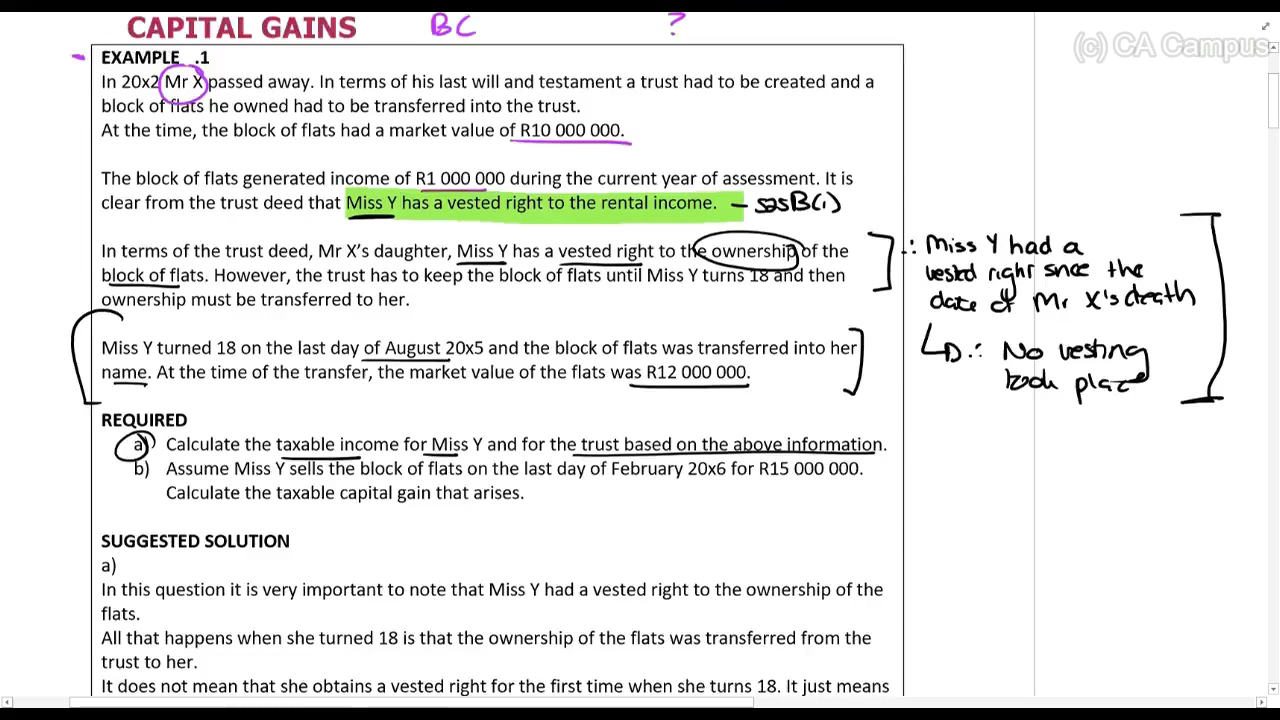 CAPITAL GAINS BC ?
(c) CA Campus
EXAMPLE .1
In 20x2 Mr X passed away. In terms of his last will and testament a trust had to be created and a
block of flats he owned had to be transferred into the trust.
At the time, the block of flats had a market value of R10 000 000.
The block of flats generated income of R1 000 000 during the current year of assessment. It is
clear from the trust deed that Miss Y has a vested right to the rental income. – s25B(1)
In terms of the trust deed, Mr X’s daughter, Miss Y has a vested right to the ownership of the
block of flats. However, the trust has to keep the block of flats until Miss Y turns 18 and then
ownership must be transferred to her.
∴ Miss Y had a
vested right since the
date of Mr X's death
∴ No vesting
took place
Miss Y turned 18 on the last day of August 20x5 and the block of flats was transferred into her
name. At the time of the transfer, the market value of the flats was R12 000 000.
REQUIRED
a) Calculate the taxable income for Miss Y and for the trust based on the above information.
b) Assume Miss Y sells the block of flats on the last day of February 20x6 for R15 000 000.
Calculate the taxable capital gain that arises.
SUGGESTED SOLUTION
a)
In this question it is very important to note that Miss Y had a vested right to the ownership of the
flats.
All that happens when she turned 18 is that the ownership of the flats was transferred from the
trust to her.
It does not mean that she obtains a vested right for the first time when she turns 18. It just means